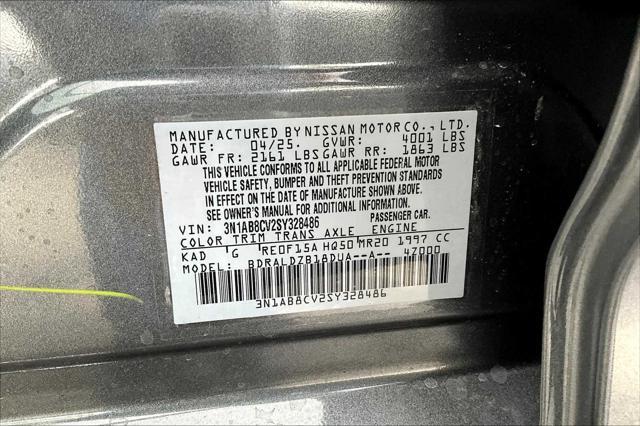 MANUFACTURED BY NISSAN MOTOR CO., LTD.
DATE: 04/25. GVWR: 4001 LBS
GAWR FR: 2161 LBS GAWR RR: 1863 LBS
THIS VEHICLE CONFORMS TO ALL APPLICABLE FEDERAL MOTOR
VEHICLE SAFETY, BUMPER AND THEFT PREVENTION STANDARDS
IN EFFECT ON THE DATE OF MANUFACTURE SHOWN ABOVE.
SEE OWNER'S MANUAL FOR ADDITIONAL INFORMATION.
VIN: 3N1AB8CV2SY328486 PASSENGER CAR.
COLOR TRIM TRANS AXLE ENGINE
KAD G RE0F15A HQ50 MR20 1997 CC
MODEL: BDRALDZB18DUA--A-- 47000
3N1AB8CV2SY328486